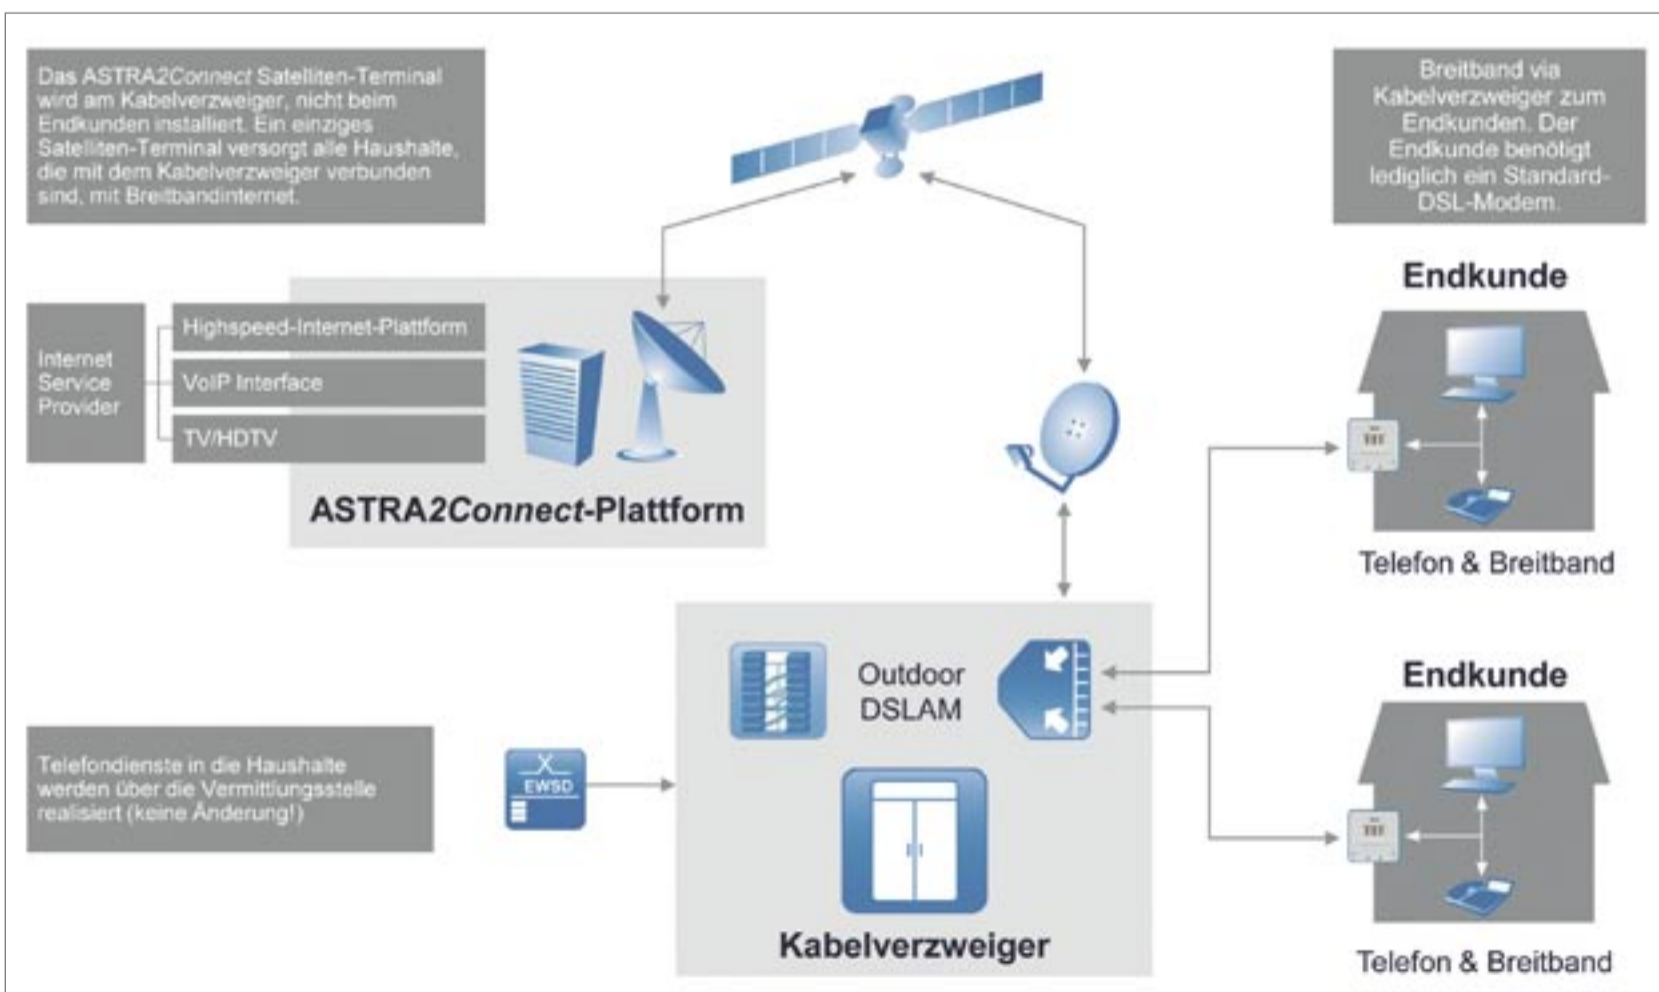 Das ASTRA2Connect Satelliten-Terminal
wird am Kabelverzweiger, nicht beim
Endkunden installiert. Ein einziges
Satelliten-Terminal versorgt alle Haushalte,
die mit dem Kabelverzweiger verbunden
sind, mit Breitbandinternet.
Breitband via
Kabelverzweiger zum
Endkunden. Der
Endkunde benötigt
lediglich ein Standard-
DSL-Modem.
Internet
Service
Provider
Highspeed-Internet-Plattform
VoIP Interface
TV/HDTV
ASTRA2Connect-Plattform
Endkunde
Telefon & Breitband
Outdoor
DSLAM
Endkunde
Telefondienste in die Haushalte
werden über die Vermittlungsstelle
realisiert (keine Änderung!)
EWSD
Kabelverzweiger
Telefon & Breitband